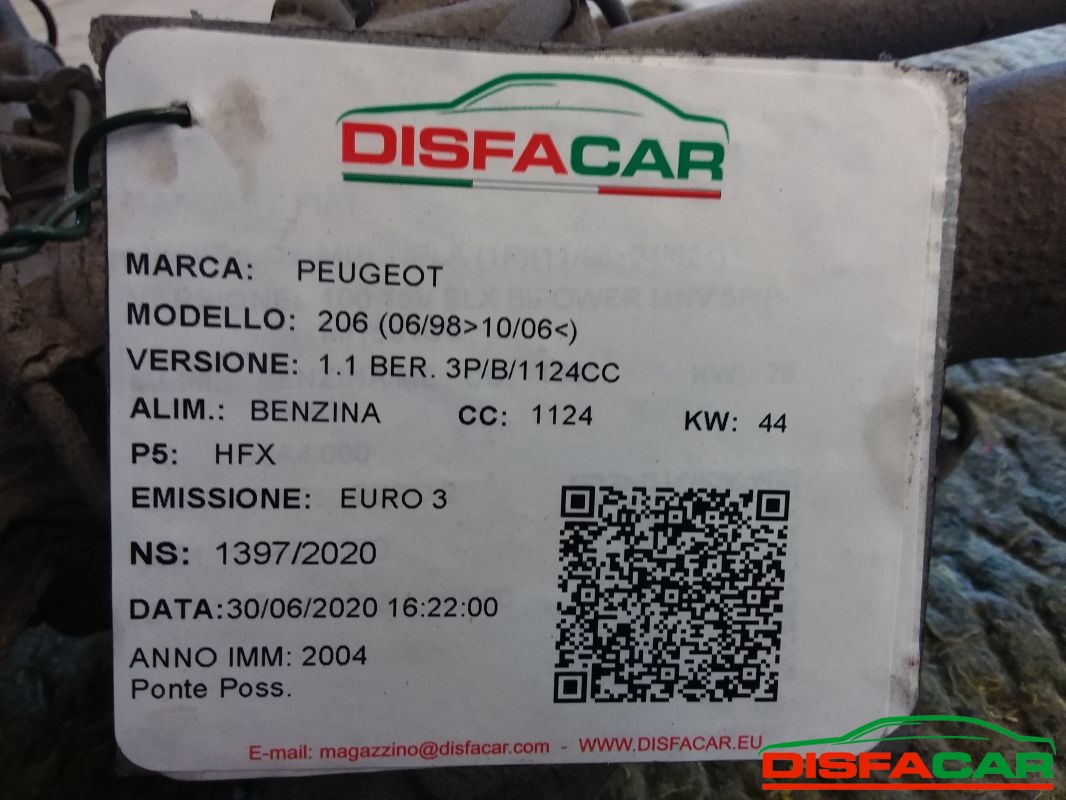 DISFACAR
MARCA: PEUGEOT
MODELLO: 206 (06/98>10/06<)
VERSIONE: 1.1 BER. 3P/B/1124CC
ALIM.: BENZINA CC: 1124 KW: 44
P5: HFX
EMISSIONE: EURO 3
NS: 1397/2020
DATA:30/06/2020 16:22:00
ANNO IMM: 2004
Ponte Poss.
E-mail: magazzino@disfacar.com - WWW.DISFACAR.EU
DISFACAR